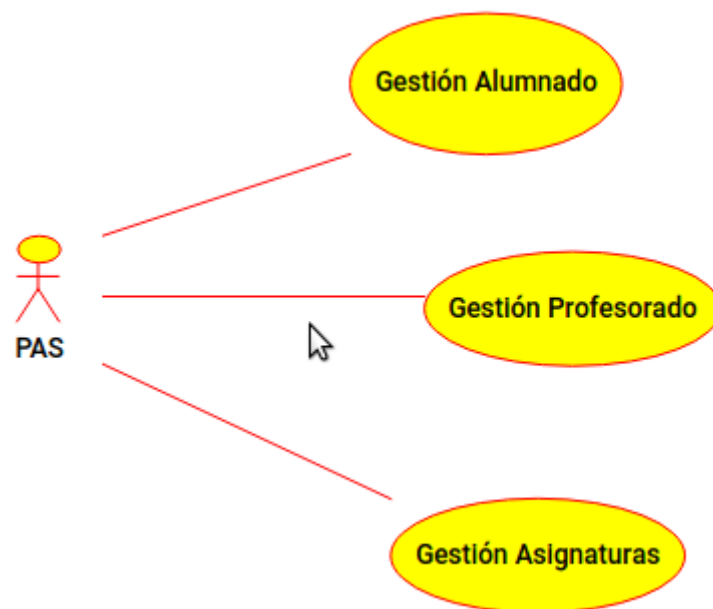 Gestión Alumnado
Gestión Profesorado
PAS
Gestión Asignaturas